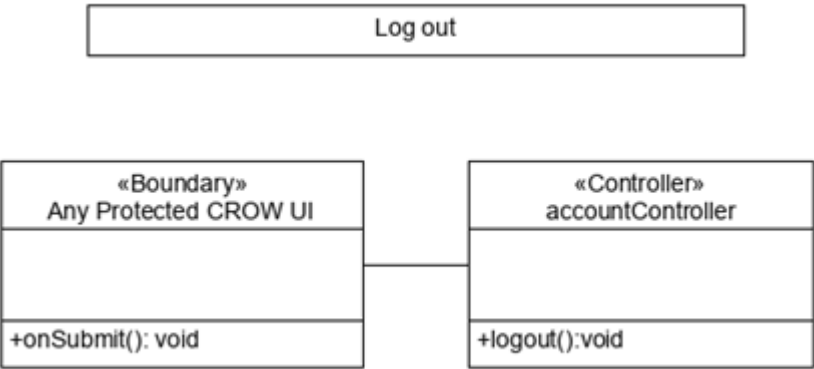 Log out
«Boundary»
Any Protected CROW UI
+onSubmit(): void
«Controller»
accountController
+logout():void